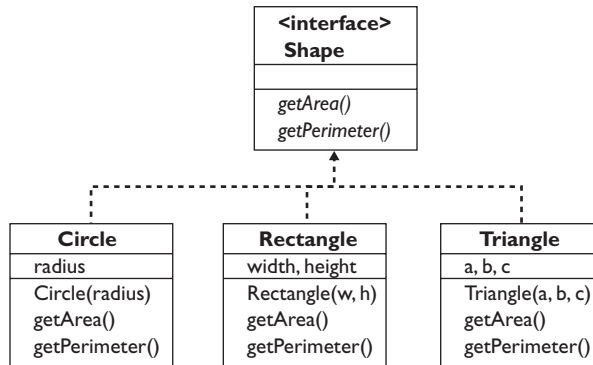 <interface>
Shape
getArea()
getPerimeter()
Circle
radius
Circle(radius)
getArea()
getPerimeter()
Rectangle
width, height
Rectangle(w, h)
getArea()
getPerimeter()
Triangle
a, b, c
Triangle(a, b, c)
getArea()
getPerimeter()